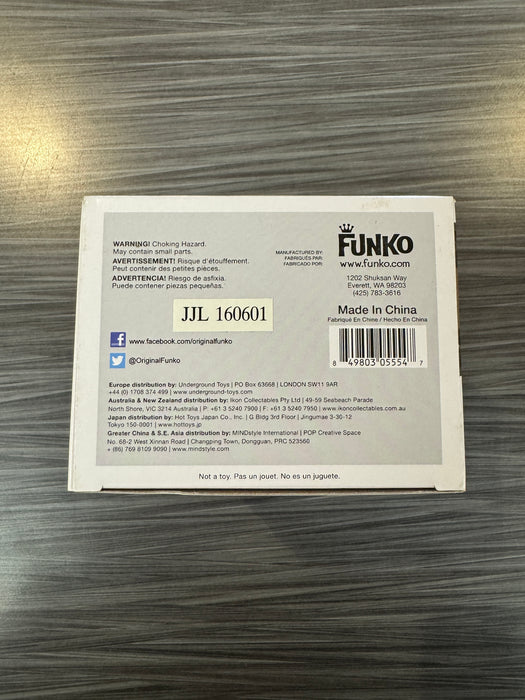 WARNING! Choking Hazard.
May contain small parts.
AVERTISSEMENT! Risque d'étouffement.
Peut contenir des petites pièces.
ADVERTENCIA! Riesgo de asfixia.
Puede contener piezas pequeñas.
JJL 160601
www.facebook.com/originalfunko
@OriginalFunko
MANUFACTURED BY:
FABRIQUÉS PAR:
FABRICADO POR:
FUNKO
www.funko.com
1202 Shuksan Way
Everett, WA 98203
(425) 783-3616
Made In China
Fabriqué En Chine / Hecho En China
8 49803 05554 7
Europe distribution by: Underground Toys | PO Box 63668 | LONDON SW11 9AR
+44 (0) 1708 374 499 | www.underground-toys.com
Australia & New Zealand distribution by: Ikon Collectables Pty Ltd | 49-59 Seabeach Parade
North Shore, VIC 3214 Australia | P: +61 3 5240 7900 | F: +61 3 5240 7950 | www.ikoncollectables.com.au
Japan distribution by: Hot Toys Japan Co., Inc. | G Bldg 3rd Floor | Jingumae 3-30-12
Tokyo 150-0001 | www.hottoys.jp
Greater China & S.E. Asia distribution by: MINDstyle International | POP Creative Space
No. 68-2 West Xinnan Road | Changping Town, Dongguan, PRC 523560
+ (86) 769 8109 9090 | www.mindstyle.com
Not a toy. Pas un jouet. No es un juguete.